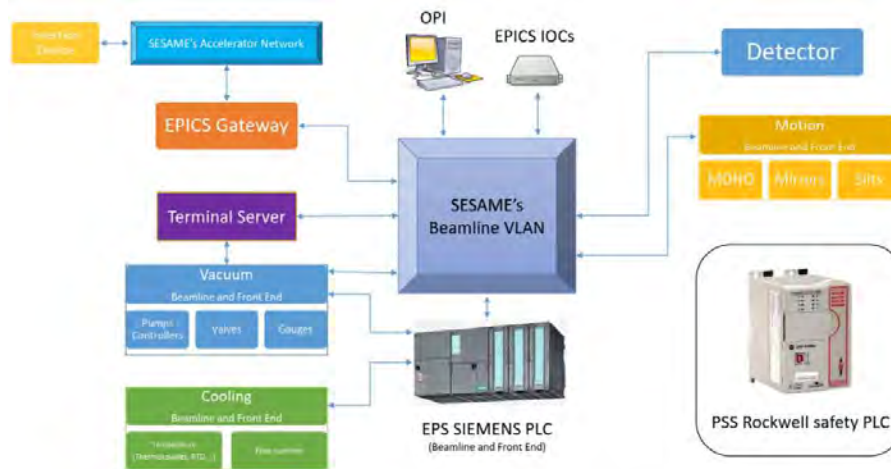 OPI
EPICS IOCs
SESAME's Accelerator Network
Detector
EPICS Gateway
Motion
Beamline and Front End
MONO
Mirrors
Slits
SESAME's
Beamline VLAN
Terminal Server
Vacuum
Beamline and Front End
Pumps
Controllers
Valves
Gauges
Cooling
Beamline and Front End
EPS SIEMENS PLC
(Beamline and Front End)
PSS Rockwell safety PLC